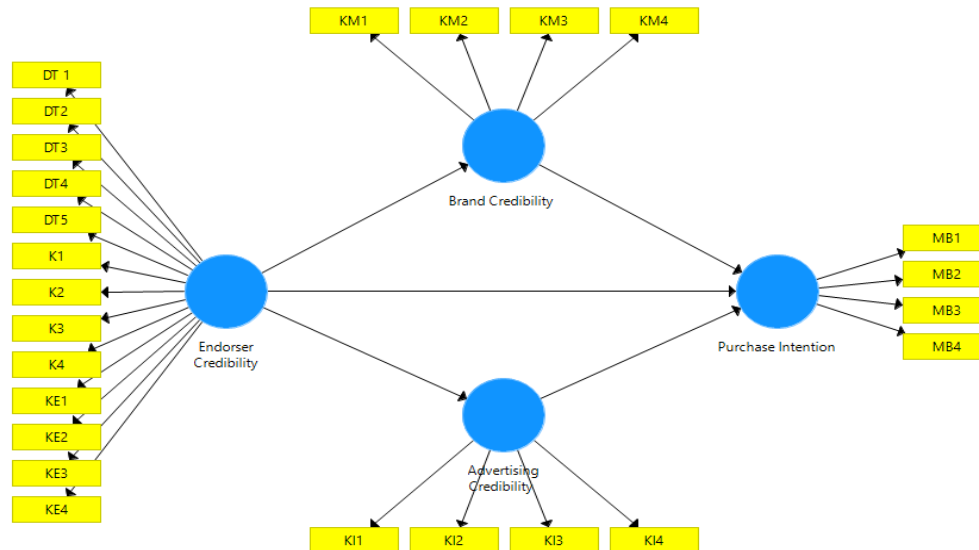 KM1 KM2 KM3 KM4
DT 1
DT2
DT3
DT4
DT5
K1
K2
K3
K4
KE1
KE2
KE3
KE4
Endorser
Credibility
Brand Credibility
Advertising
Credibility
Purchase Intention
MB1
MB2
MB3
MB4
KI1 KI2 KI3 KI4